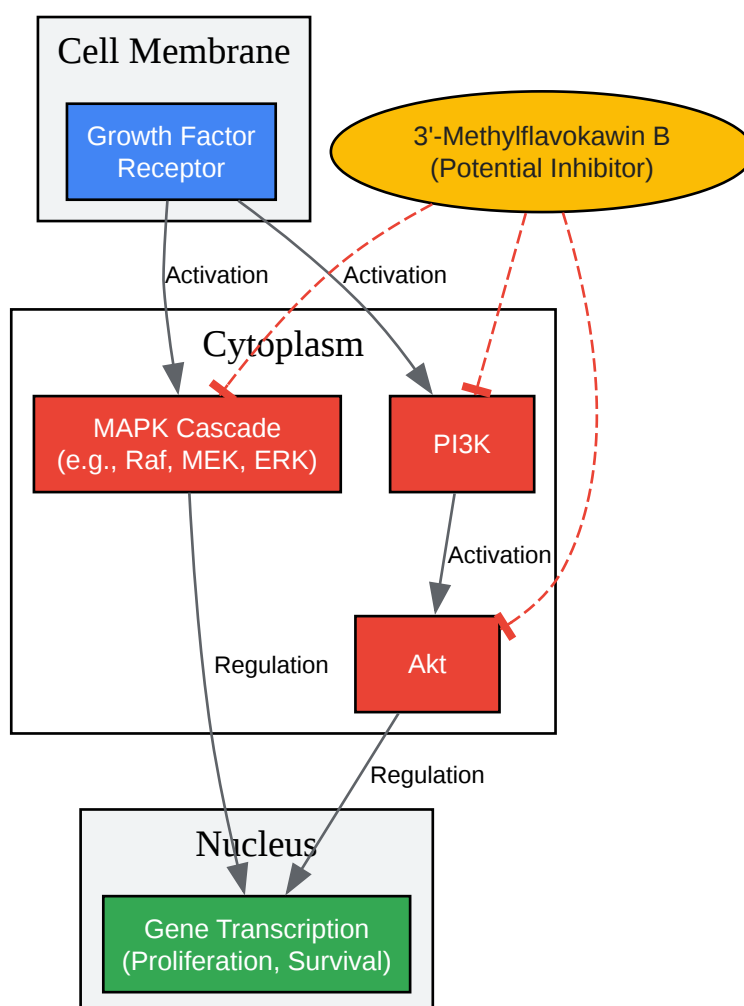 Cell Membrane
Growth Factor
Receptor
3'-Methylflavokawin B
(Potential Inhibitor)
Activation
Activation
Cytoplasm
MAPK Cascade
(e.g., Raf, MEK, ERK)
PI3K
Activation
Akt
Regulation
Regulation
Nucleus
Gene Transcription
(Proliferation, Survival)